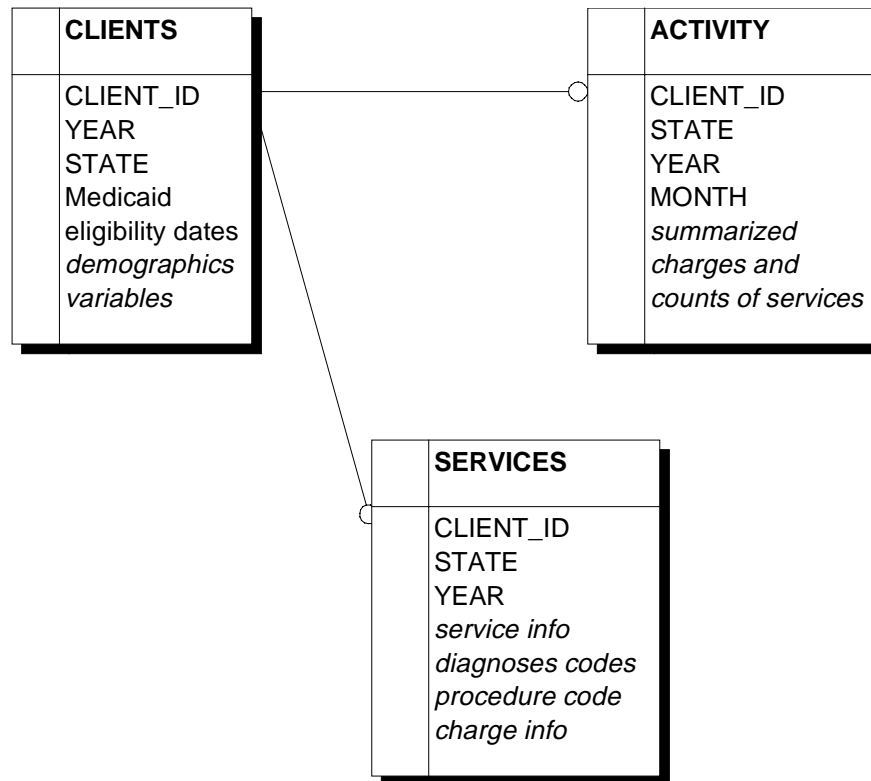 CLIENTS
CLIENT_ID
YEAR
STATE
Medicaid
eligibility dates
demographics
variables
ACTIVITY
CLIENT_ID
STATE
YEAR
MONTH
summarized
charges and
counts of services
SERVICES
CLIENT_ID
STATE
YEAR
service info
diagnoses codes
procedure code
charge info